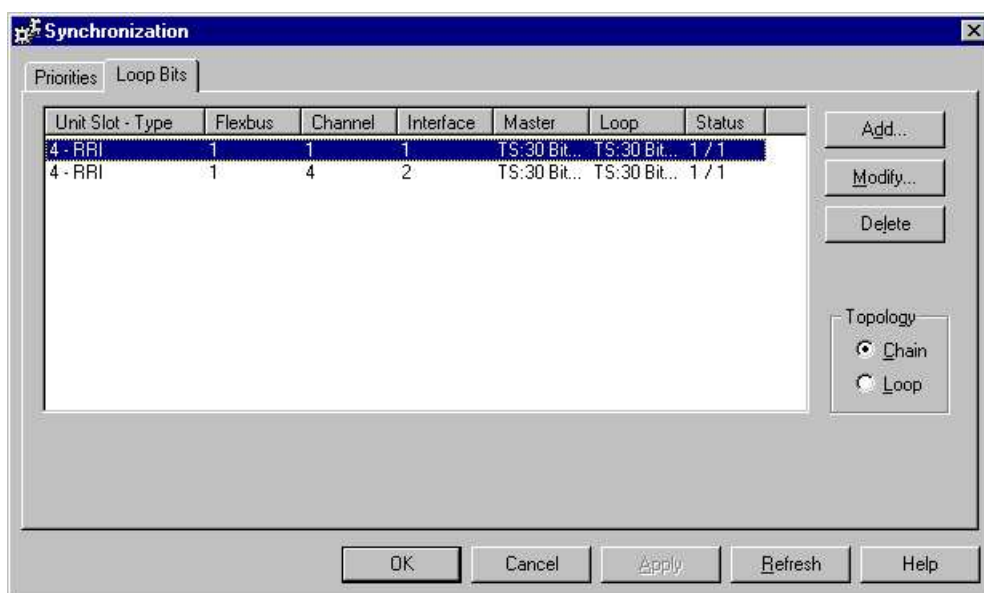 Synchronization
Priorities Loop Bits
Unit Slot - Type Flexbus Channel Interface Master Loop Status
4 - RRI 1 1 1 TS:30 Bit... TS:30 Bit... 1 / 1
4 - RRI 1 4 2 TS:30 Bit... TS:30 Bit... 1 / 1
Add...
Modify...
Delete
Topology
Chain
Loop
OK Cancel Apply Refresh Help